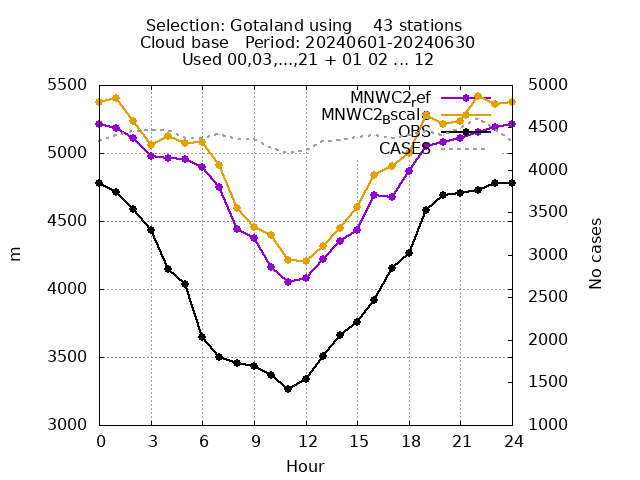 Selection: Gotaland using    43 stations
Cloud base   Period: 20240601-20240630
Used 00,03,...,21 + 01 02 ... 12
5500
5000
4500
4000
3500
3000
5000
4500
4000
3500
3000
2500
2000
1500
1000
MNWC2_ref
MNWC2_Bscale
OBS
CASES
m
No cases
0 3 6 9 12 15 18 21 24
Hour